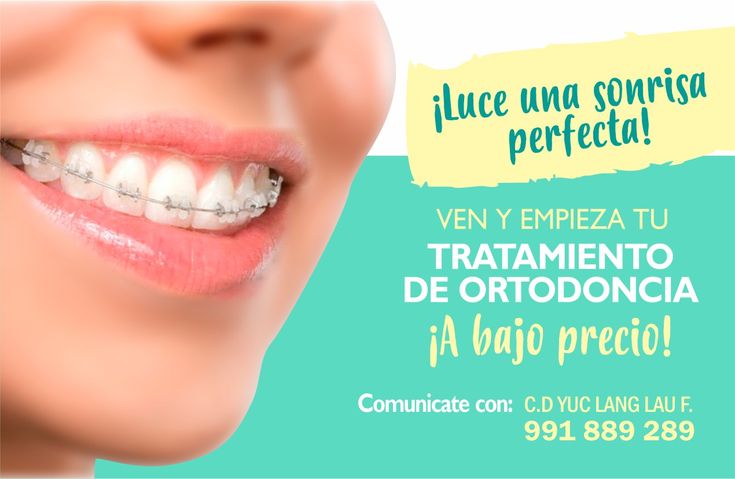 ¡Luce una sonrisa
perfecta!
VEN Y EMPIEZA TU
TRATAMIENTO
DE ORTODONCIA
¡A bajo precio!
Comunicate con: C.D YUC LANG LAU F.
991 889 289